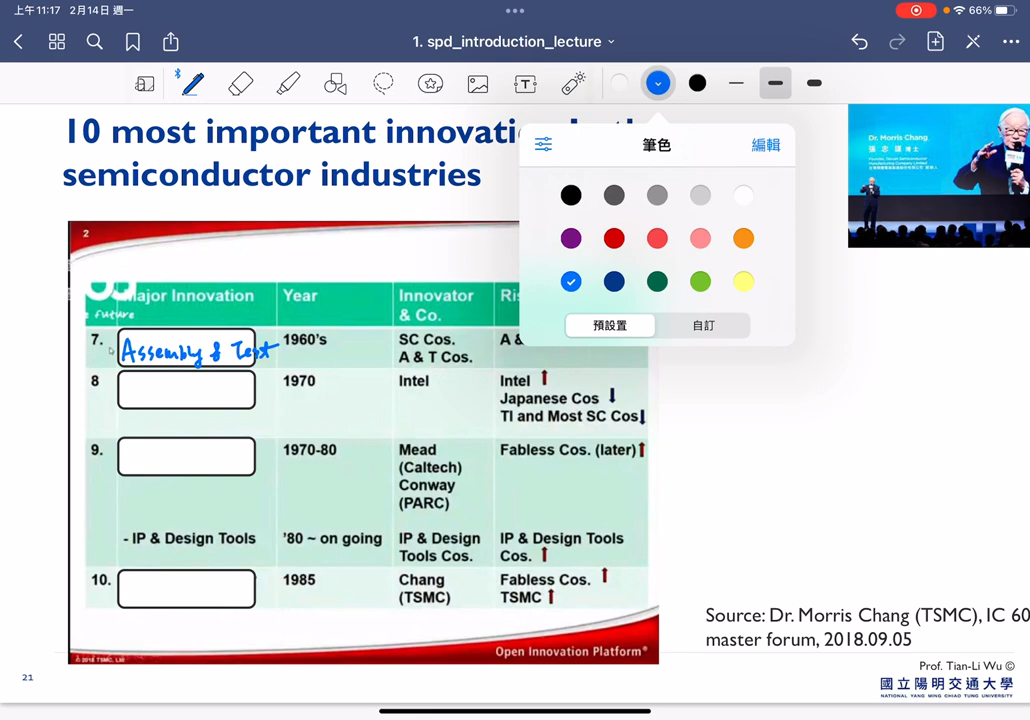 上午11:17 2月14日 週一
66%
1. spd_introduction_lecture
10 most important innovati
semiconductor industries
筆色
編輯
預設置
自訂
Dr. Morris Chang
張忠謀 博士
2
Major Innovation Year Innovator & Co. Ris
e future
7. Assembly & Test 1960's SC Cos. A &
A & T Cos.
8 1970 Intel Intel ↑
Japanese Cos ↓
TI and Most SC Cos↓
9. 1970-80 Mead Fabless Cos. (later)↑
(Caltech)
Conway
(PARC)
- IP & Design Tools '80 ~ on going IP & Design IP & Design Tools
Tools Cos. Cos. ↑
10. 1985 Chang Fabless Cos. ↑
(TSMC) TSMC ↑
Open Innovation Platform®
Source: Dr. Morris Chang (TSMC), IC 60
master forum, 2018.09.05
21
Prof. Tian-Li Wu ©
國立陽明交通大學
NATIONAL YANG MING CHIAO TUNG UNIVERSITY